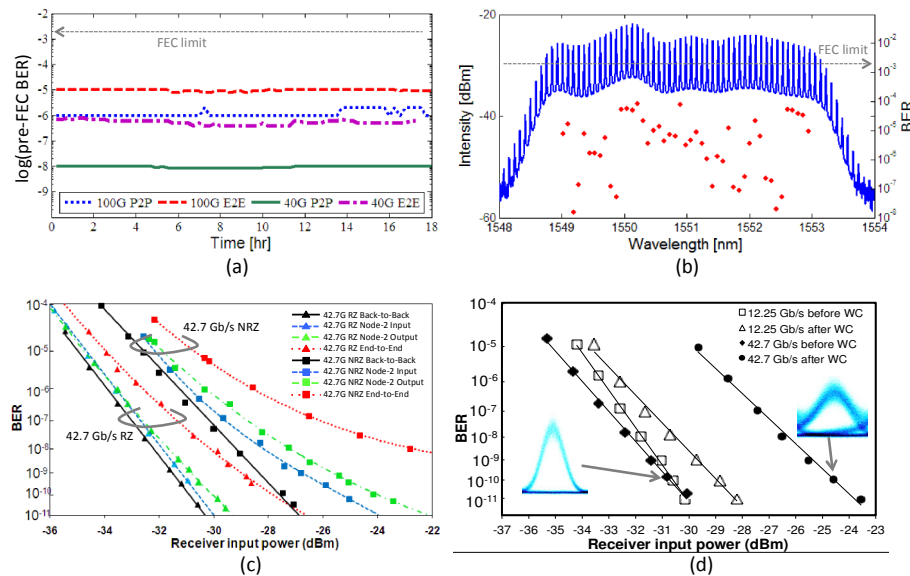 -2
-3
-4
-5
-6
-7
-8
-9
log(pre-FEC BER)
FEC limit
100G P2P 100G E2E 40G P2P 40G E2E
0 2 4 6 8 10 12 14 16 18
Time [hr]
(a)
-20
-40
-60
Intensity [dBm]
FEC limit
10-2
10-3
10-4
10-5
10-6
10-7
10-8
BER
1548 1549 1550 1551 1552 1553 1554
Wavelength [nm]
(b)
10-4
10-5
10-6
10-7
10-8
10-9
10-10
10-11
BER
42.7 Gb/s NRZ
42.7 Gb/s RZ
42.7G RZ Back-to-Back
42.7G RZ Node-2 Input
42.7G RZ Node-2 Output
42.7G RZ End-to-End
42.7G NRZ Back-to-Back
42.7G NRZ Node-2 Input
42.7G NRZ Node-2 Output
42.7G NRZ End-to-End
-36 -34 -32 -30 -28 -26 -24 -22
Receiver input power (dBm)
(c)
10-4
10-5
10-6
10-7
10-8
10-9
10-10
10-11
BER
12.25 Gb/s before WC
12.25 Gb/s after WC
42.7 Gb/s before WC
42.7 Gb/s after WC
-37 -35 -33 -31 -29 -27 -25 -23
Receiver input power (dBm)
(d)